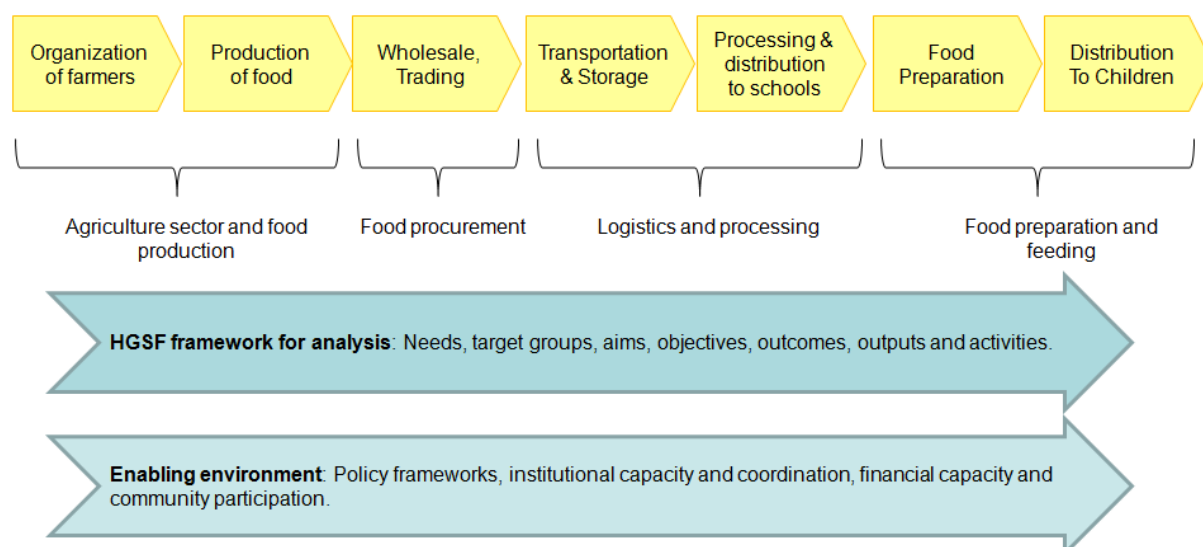 Organization
of farmers
Production
of food
Wholesale,
Trading
Transportation
& Storage
Processing &
distribution
to schools
Food
Preparation
Distribution
To Children
Agriculture sector and food
production
Food procurement
Logistics and processing
Food preparation and
feeding
HGSF framework for analysis: Needs, target groups, aims, objectives, outcomes, outputs and activities.
Enabling environment: Policy frameworks, institutional capacity and coordination, financial capacity and
community participation.